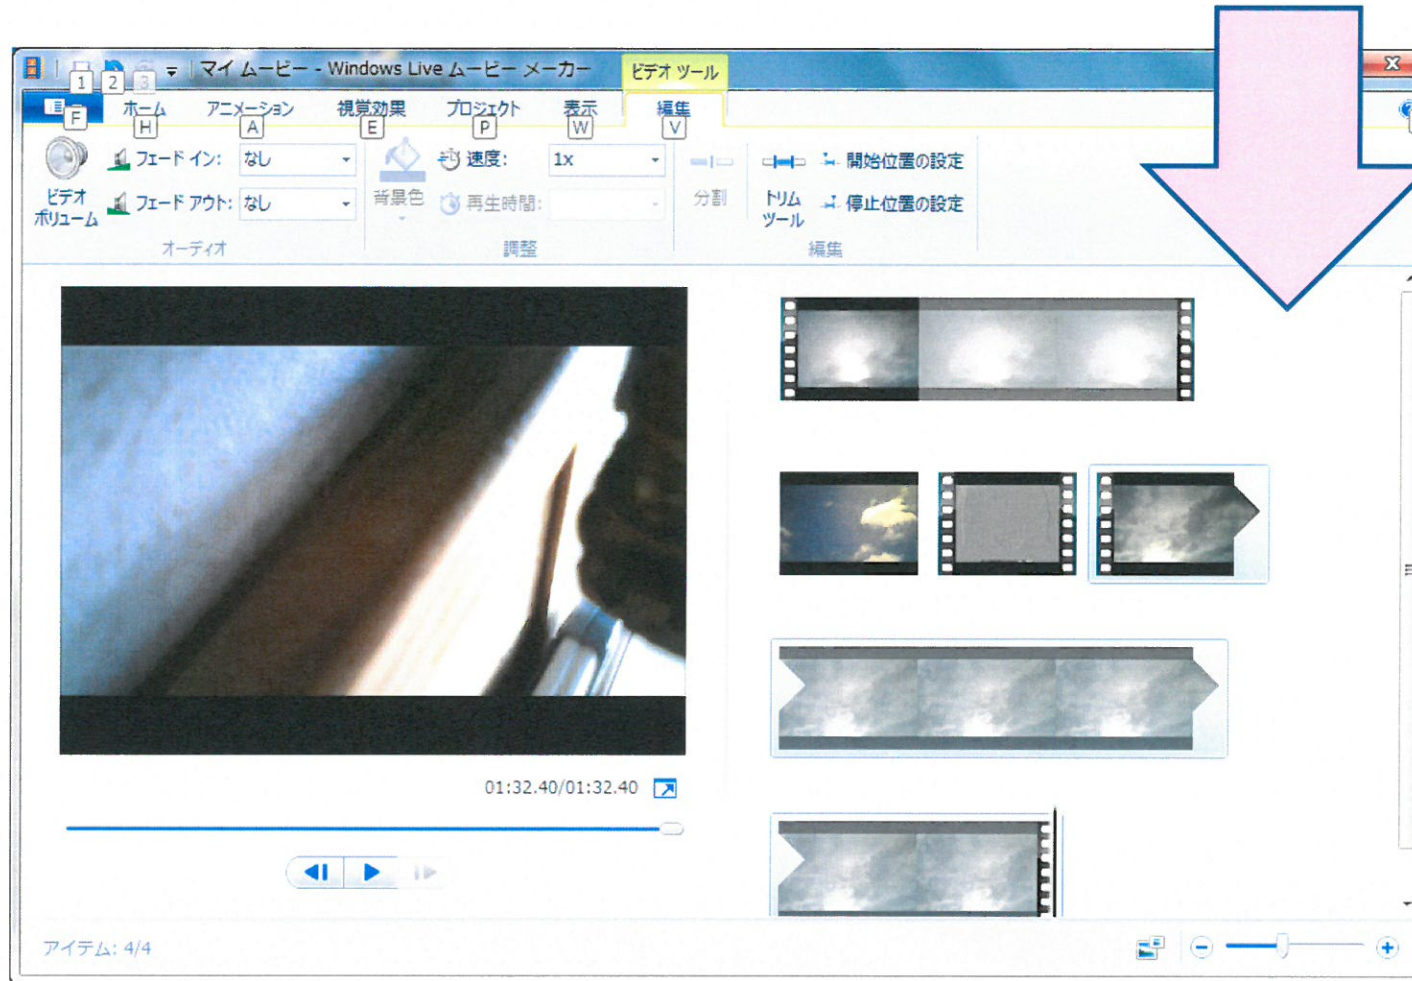 マイ ムービー - Windows Live ムービー メーカー
ビデオ ツール
1 2 3
ホーム アニメーション 視覚効果 プロジェクト 表示 編集
F H A E P W V
フェード イン: なし 速度: 1x 開始位置の設定
ビデオ ボリューム フェード アウト: なし 背景色 再生時間: 分割 トリム ツール 停止位置の設定
オーディオ 調整 編集
01:32.40/01:32.40
アイテム: 4/4